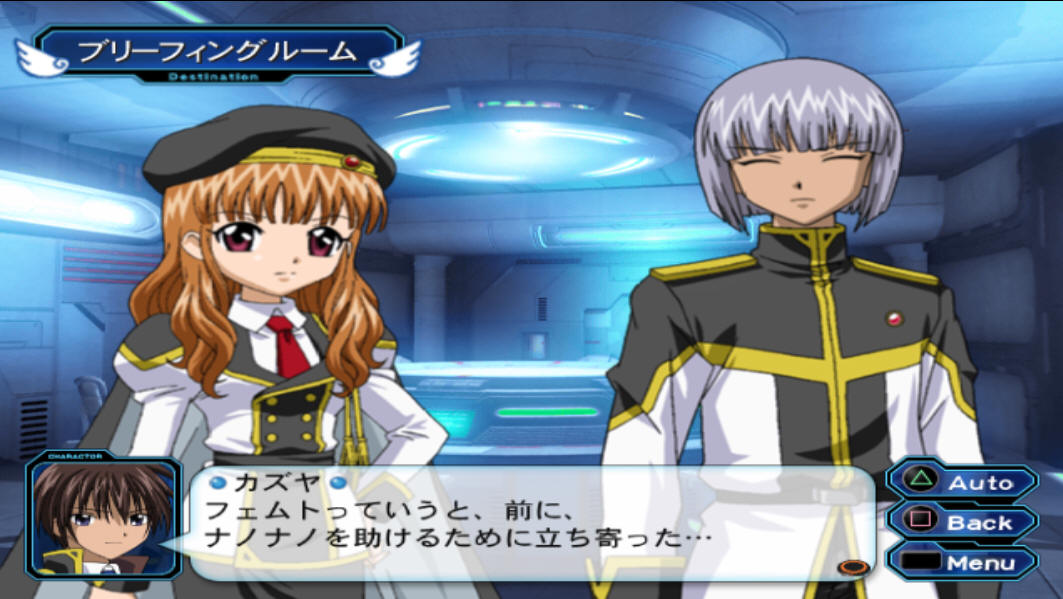 ブリーフィングルーム
Destination
CHARACTOR
カズヤ
フェムトっていうと、前に、
ナノナノを助けるために立ち寄った…
Auto
Back
Menu